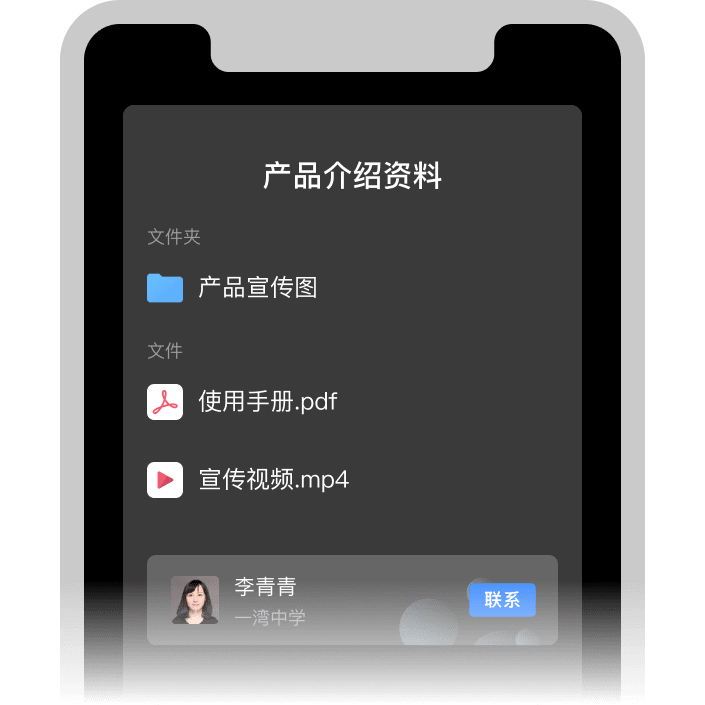 产品介绍资料
文件夹
产品宣传图
文件
使用手册.pdf
宣传视频.mp4
李青青
一湾中学
联系